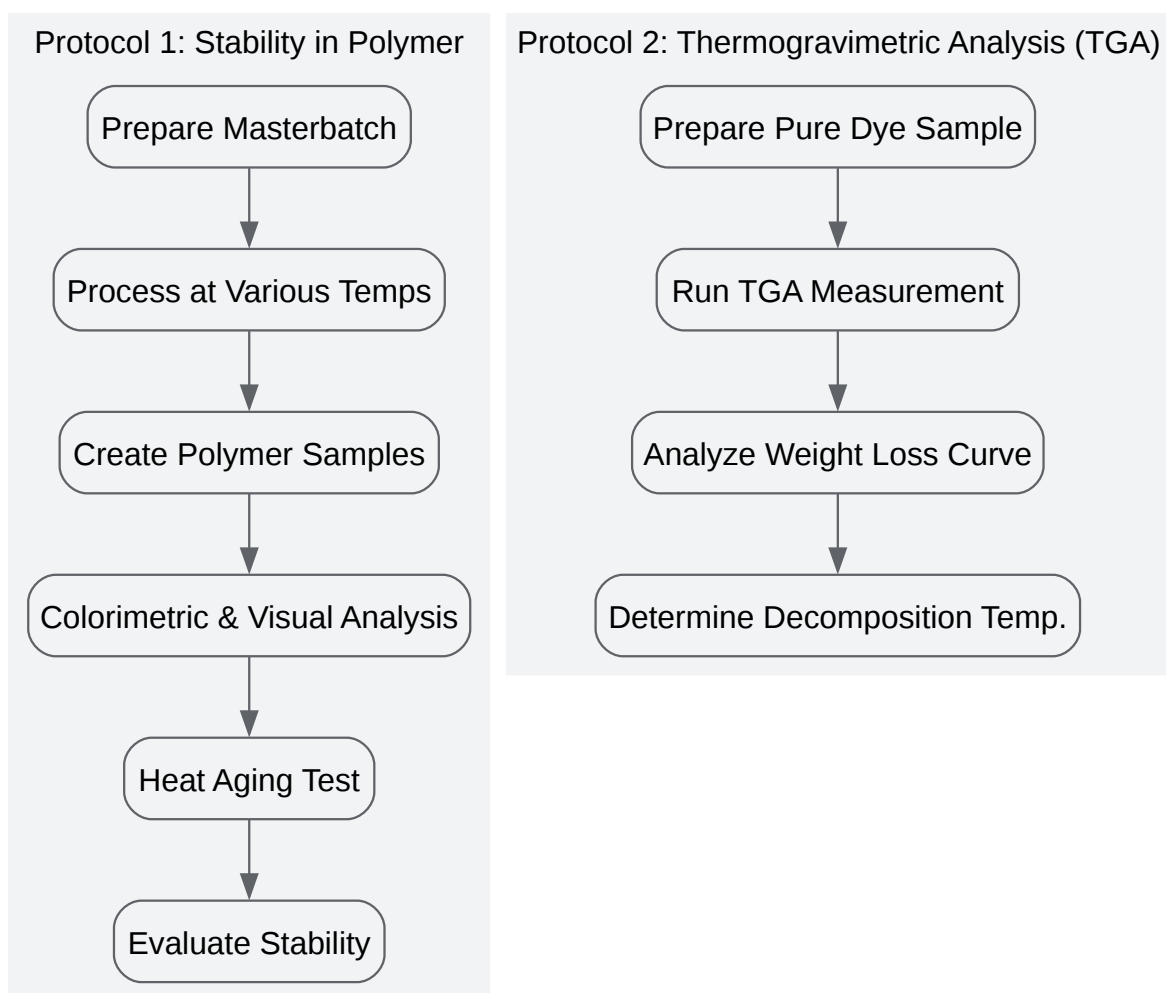 Protocol 1: Stability in Polymer
Prepare Masterbatch
Process at Various Temps
Create Polymer Samples
Colorimetric & Visual Analysis
Heat Aging Test
Evaluate Stability
Protocol 2: Thermogravimetric Analysis (TGA)
Prepare Pure Dye Sample
Run TGA Measurement
Analyze Weight Loss Curve
Determine Decomposition Temp.